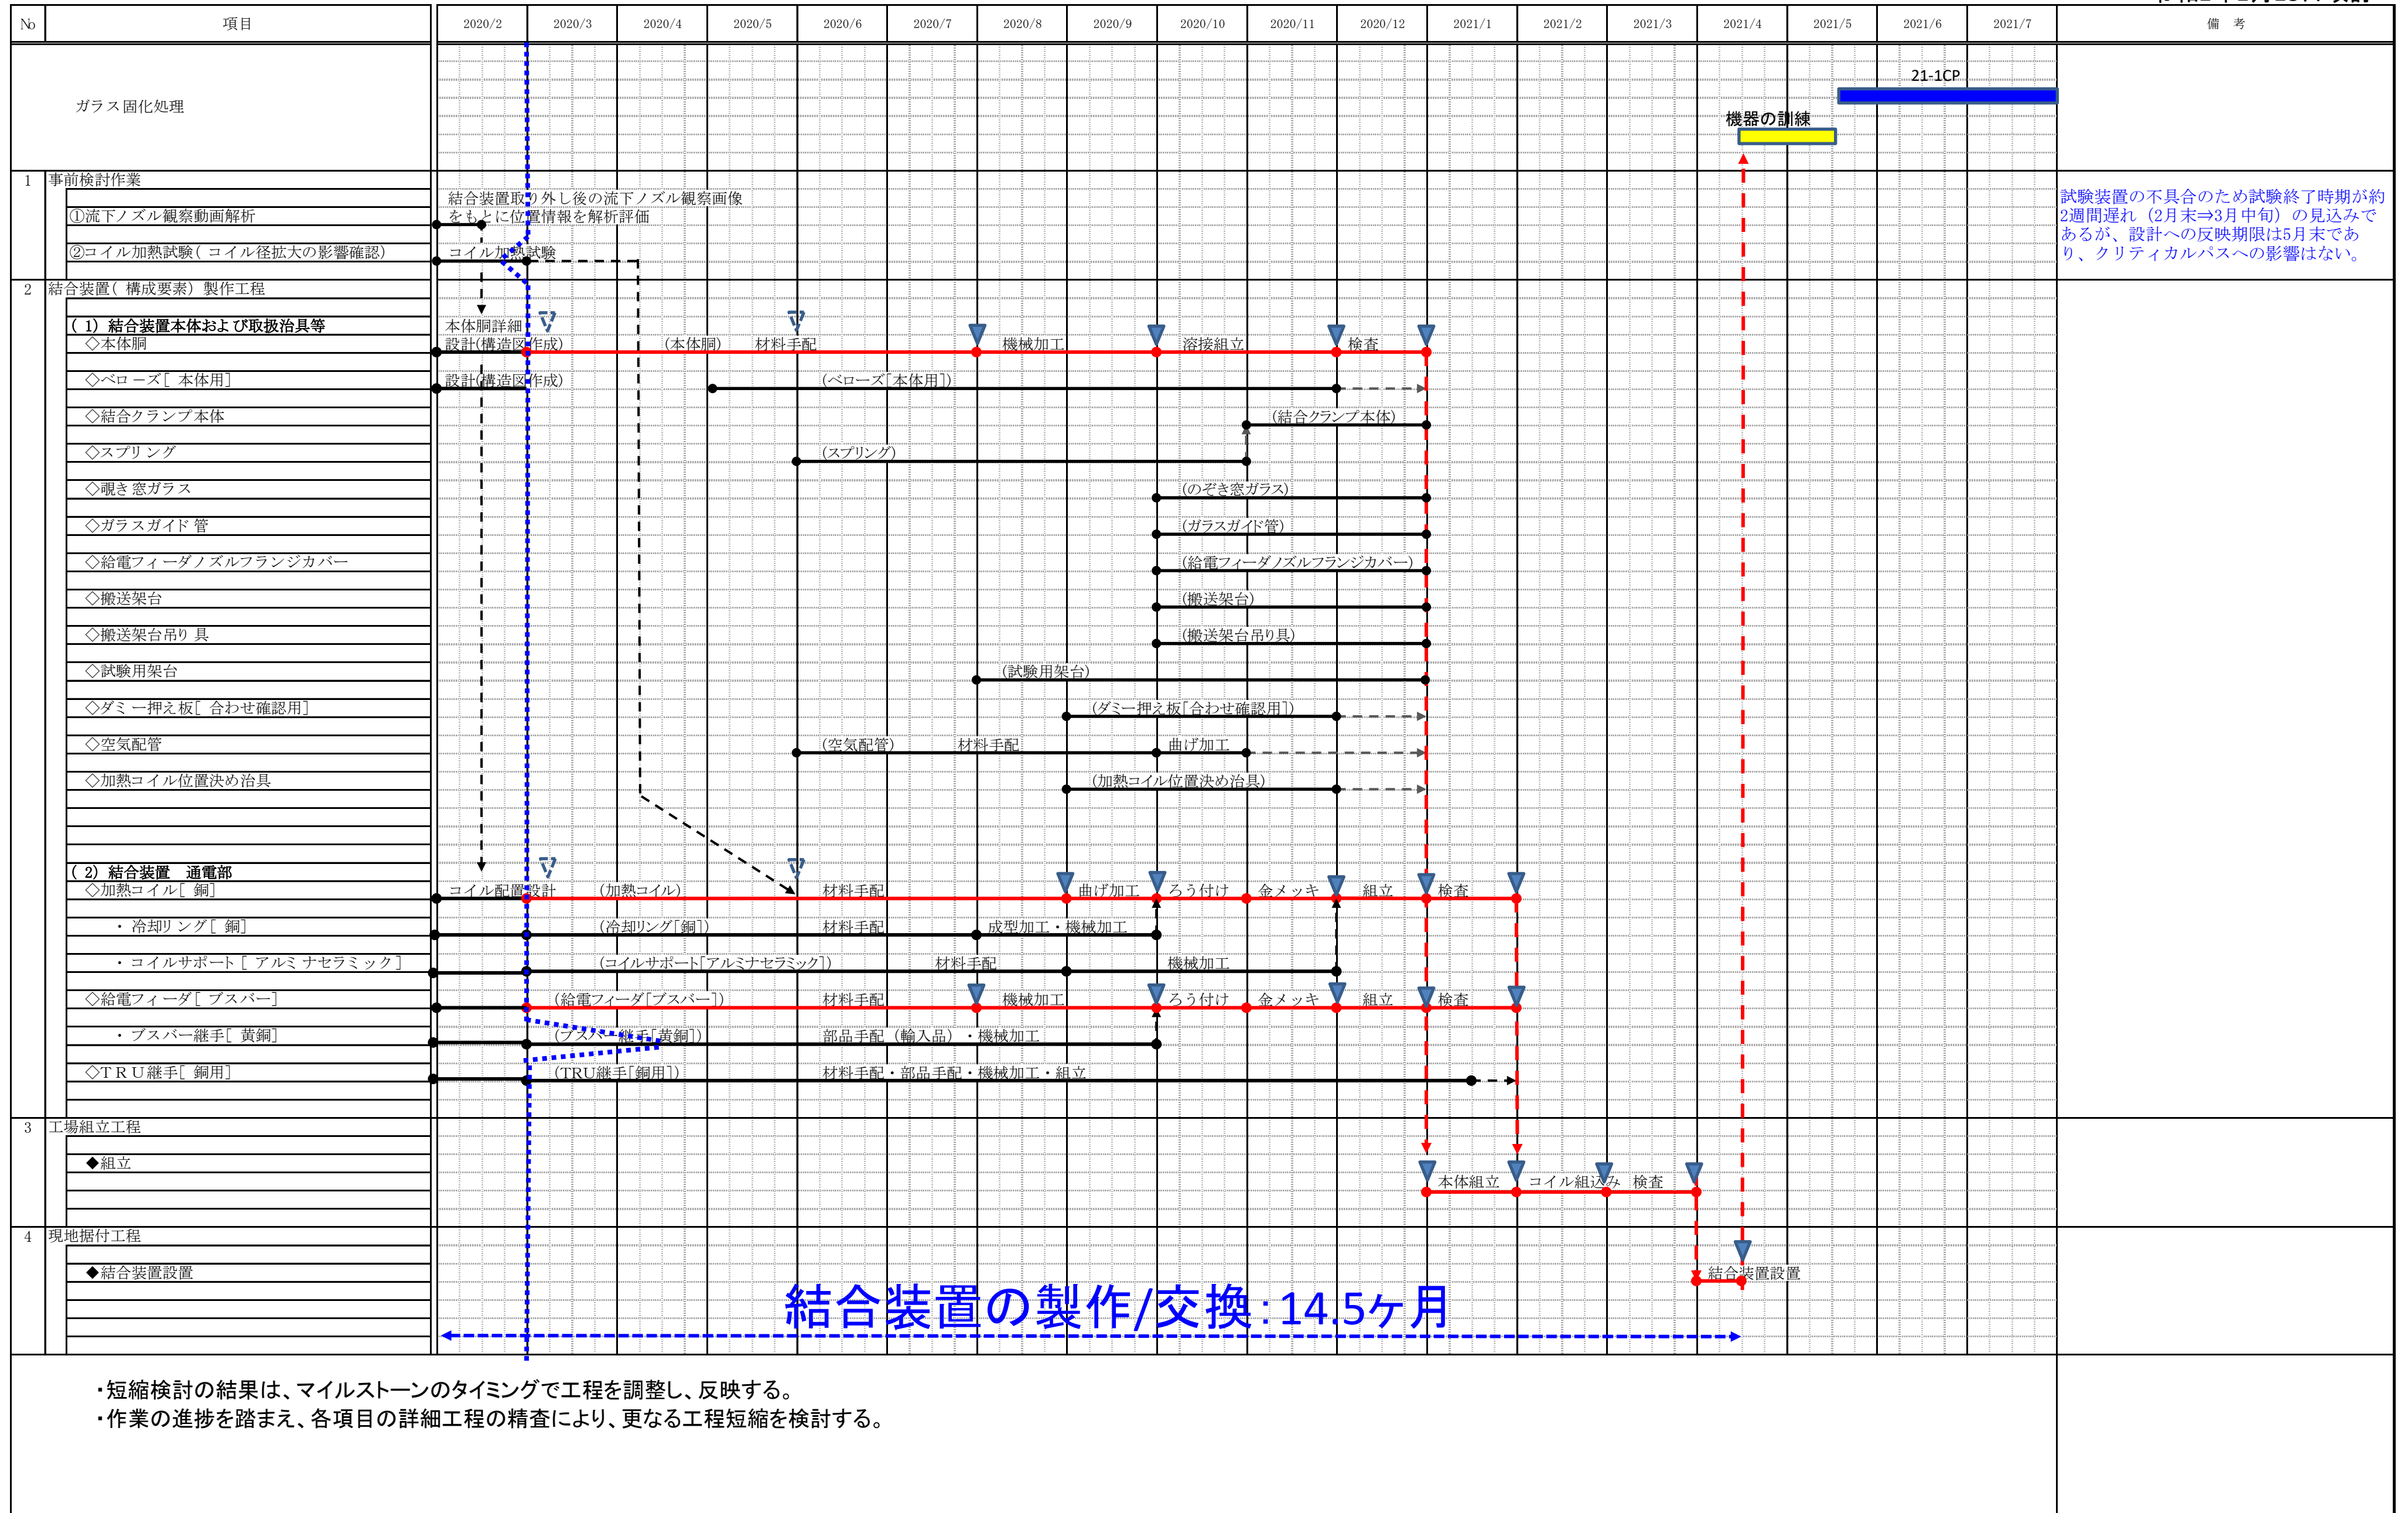 No 項目 2020/2 2020/3 2020/4 2020/5 2020/6 2020/7 2020/8 2020/9 2020/10 2020/11 2020/12 2021/1 2021/2 2021/3 2021/4 2021/5 2021/6 2021/7 備 考
21-1CP
ガラス固化処理
機器の訓練
1 事前検討作業
結合装置取り外し後の流下ノズル観察画像
をもとに位置情報を解析評価
①流下ノズル観察動画解析
②コイル加熱試験(コイル径拡大の影響確認)
コイル加熱試験
試験装置の不具合のため試験終了時期が約
2週間遅れ（2月末⇒3月中旬）の見込みで
あるが、設計への反映期限は5月末であ
り、クリティカルパスへの影響はない。
2 結合装置(構成要素)製作工程
(1)結合装置本体および取扱治具等
本体胴詳細
◇本体胴 設計(構造図作成) (本体胴) 材料手配 機械加工 溶接組立 検査
◇ベローズ[本体用] 設計(構造図作成) (ベローズ[本体用])
◇結合クランプ本体 (結合クランプ本体)
◇スプリング (スプリング)
◇覗き窓ガラス (のぞき窓ガラス)
◇ガラスガイド管 (ガラスガイド管)
◇給電フィーダノズルフランジカバー (給電フィーダノズルフランジカバー)
◇搬送架台 (搬送架台)
◇搬送架台吊り具 (搬送架台吊り具)
◇試験用架台 (試験用架台)
◇ダミー押え板[合わせ確認用] (ダミー押え板[合わせ確認用])
◇空気配管 (空気配管) 材料手配 曲げ加工
◇加熱コイル位置決め治具 (加熱コイル位置決め治具)
(2)結合装置　通電部
◇加熱コイル[銅] コイル配置設計 (加熱コイル) 材料手配 曲げ加工 ろう付け 金メッキ 組立 検査
・冷却リング[銅] (冷却リング[銅]) 材料手配 成型加工・機械加工
・コイルサポート[アルミナセラミック] (コイルサポート[アルミナセラミック]) 材料手配 機械加工
◇給電フィーダ[ブスバー] (給電フィーダ[ブスバー]) 材料手配 機械加工 ろう付け 金メッキ 組立 検査
・ブスバー継手[黄銅] (ブスバー継手[黄銅]) 部品手配（輸入品）・機械加工
◇TRU継手[銅用] (TRU継手[銅用]) 材料手配・部品手配・機械加工・組立
3 工場組立工程
◆組立
本体組立 コイル組込み 検査
4 現地据付工程
◆結合装置設置 結合装置設置
結合装置の製作/交換：14.5ヶ月
・短縮検討の結果は、マイルストーンのタイミングで工程を調整し、反映する。
・作業の進捗を踏まえ、各項目の詳細工程の精査により、更なる工程短縮を検討する。